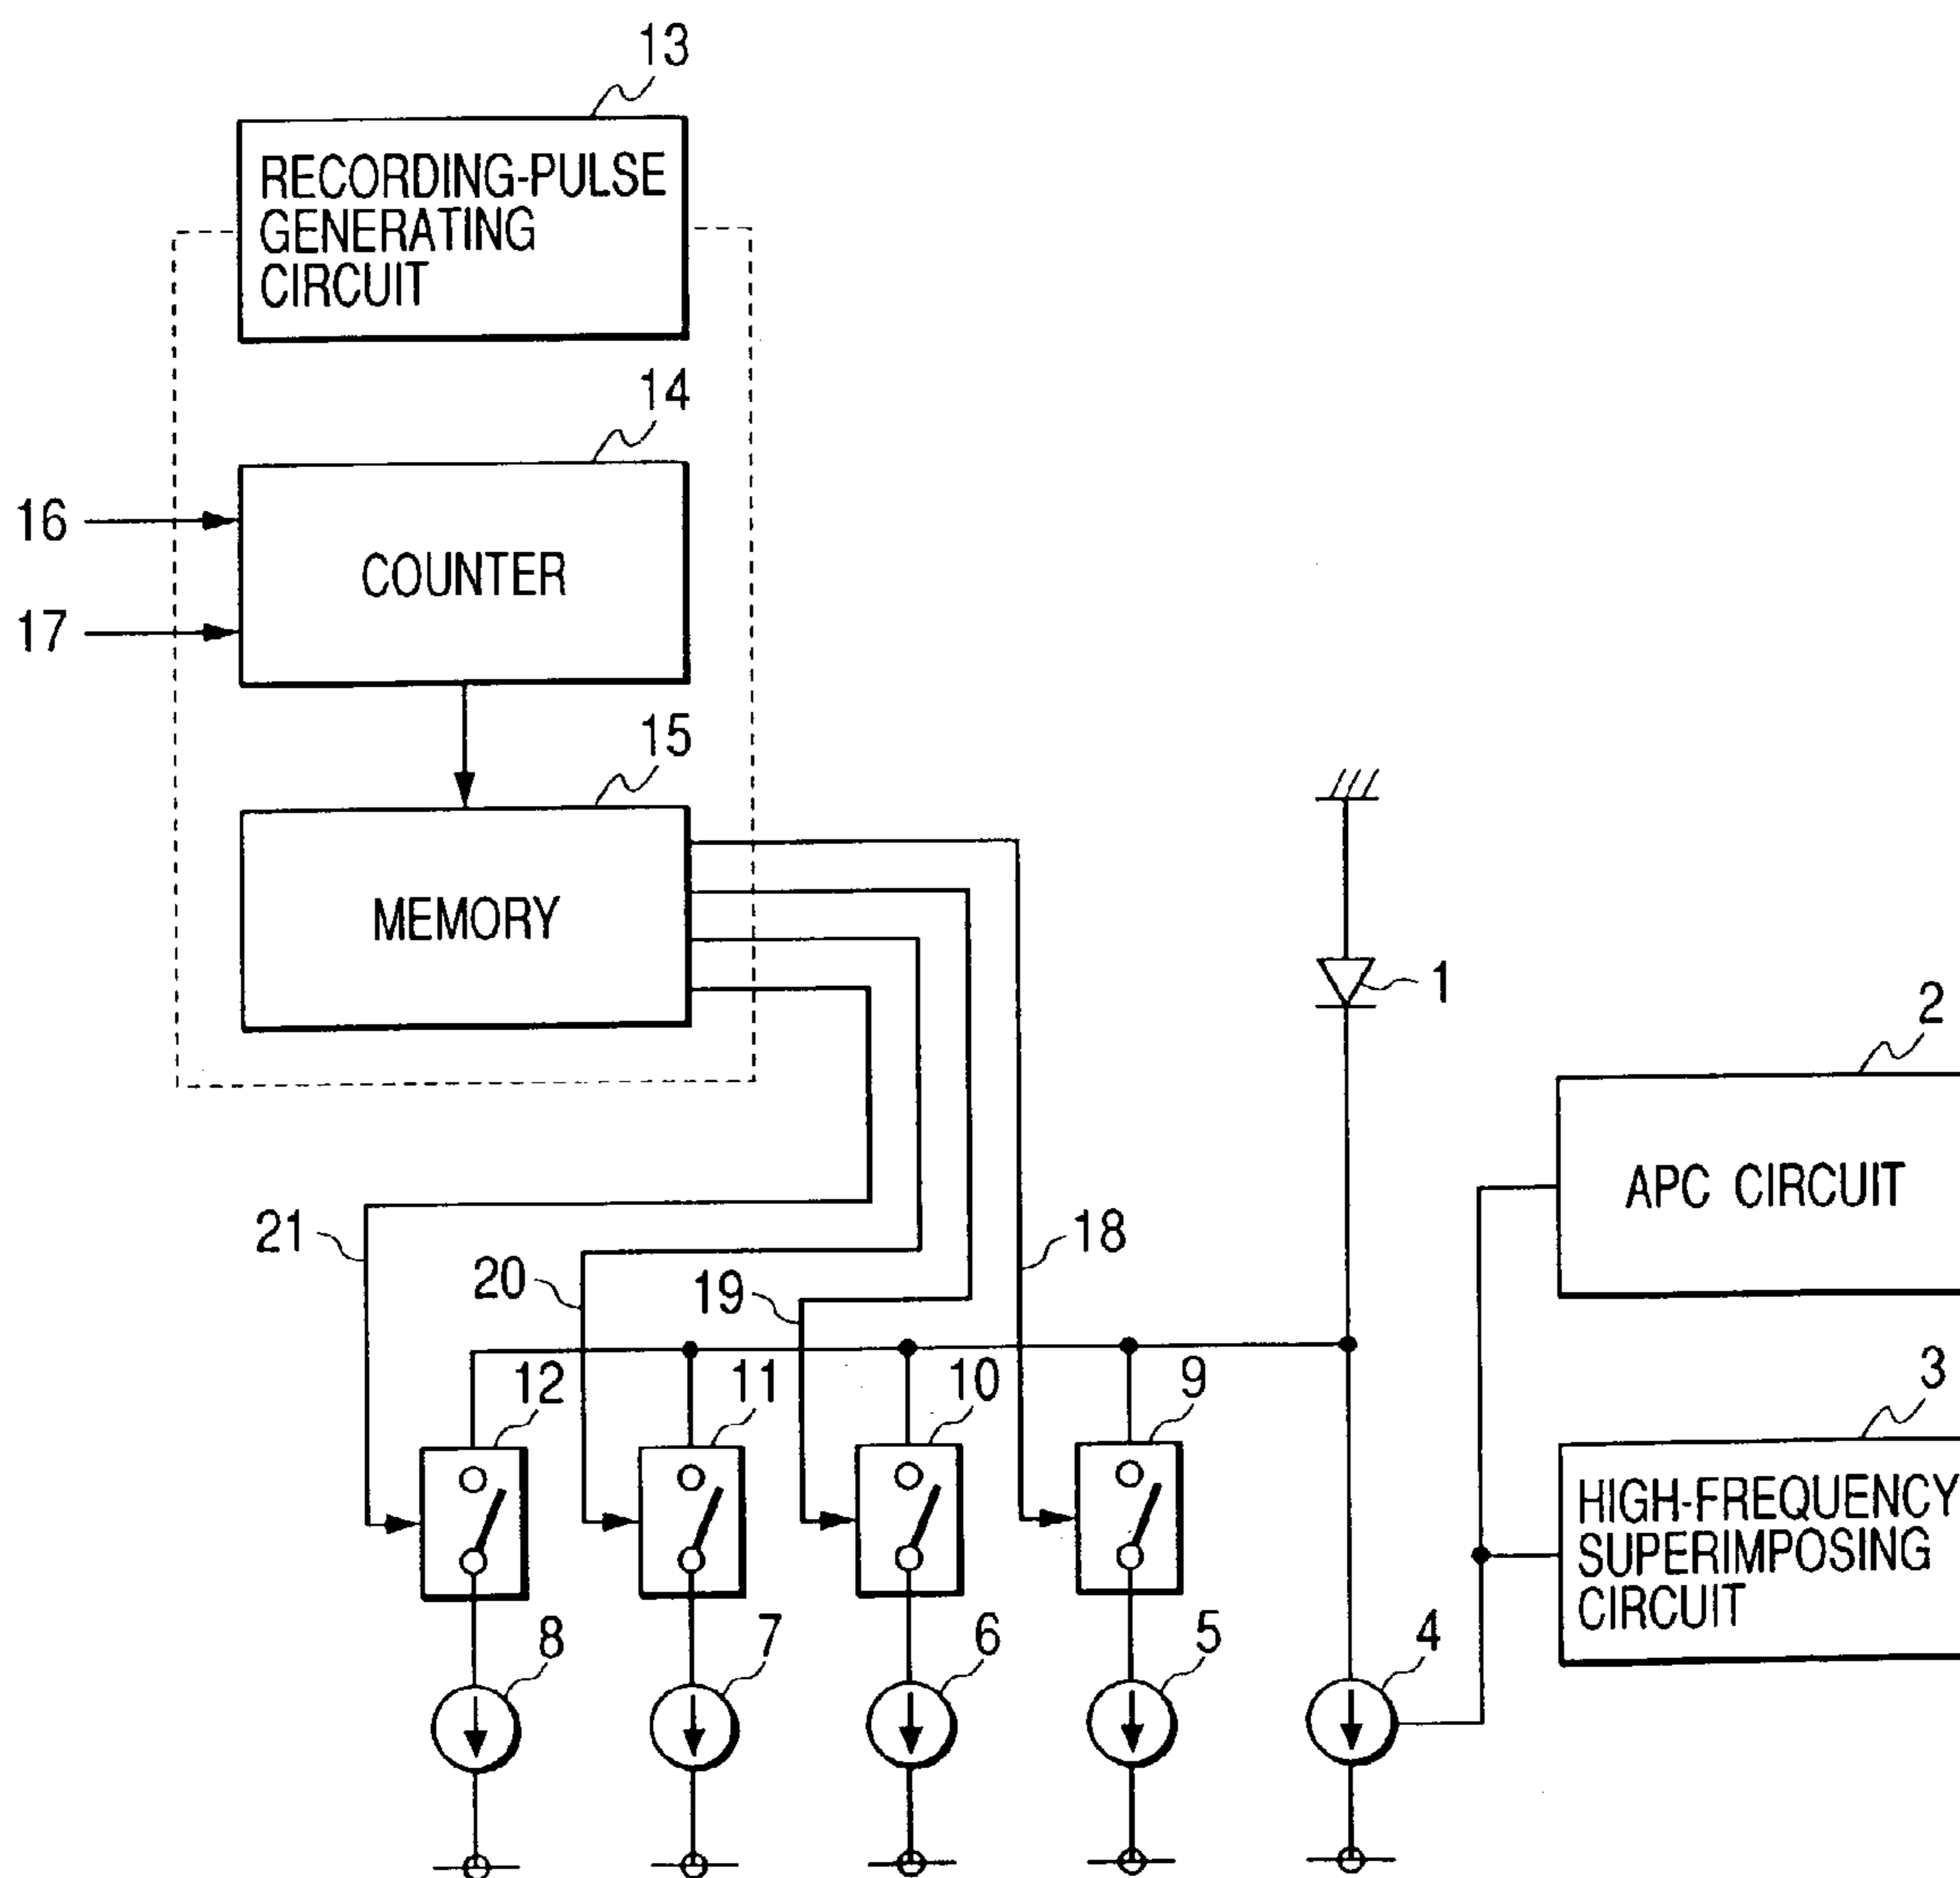 13
RECORDING-PULSE
GENERATING
CIRCUIT
14
16
COUNTER
17
15
MEMORY
1
2
APC CIRCUIT
21
20
19
18
3
12
11
10
9
HIGH-FREQUENCY
SUPERIMPOSING
CIRCUIT
8
7
6
5
4